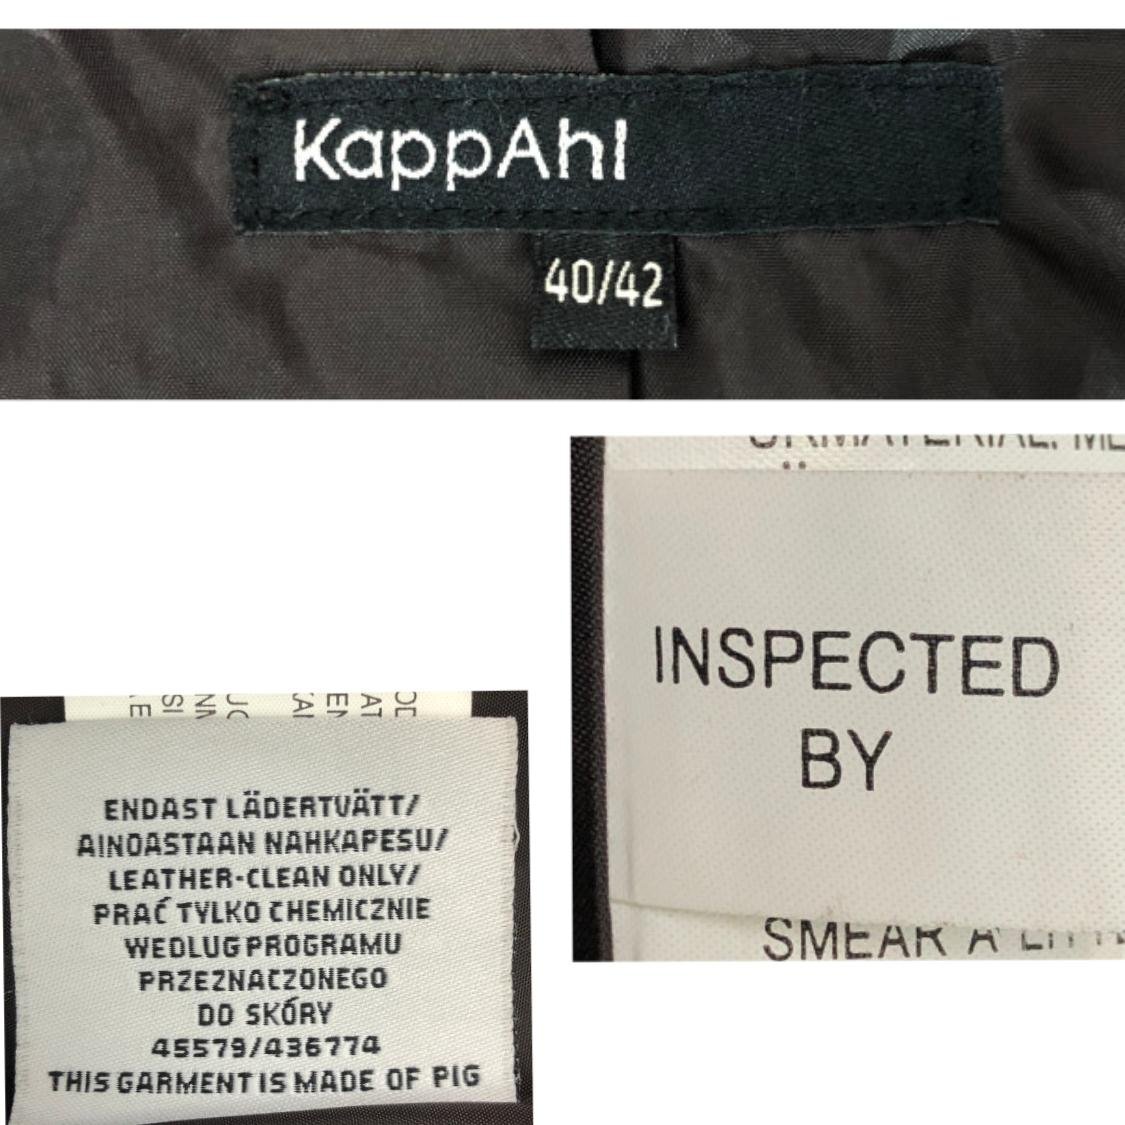 KappAhl
40/42
INSPECTED
BY
SMEAR A
ENDAST LÄDERTVÄTT/
AINOASTAAN NAHKAPESU/
LEATHER-CLEAN ONLY/
PRAĆ TYLKO CHEMICZNIE
WEDLUG PROGRAMU
PRZEZNACZONEGO
DO SKÓRY
45579/436774
THIS GARMENT IS MADE OF PIG